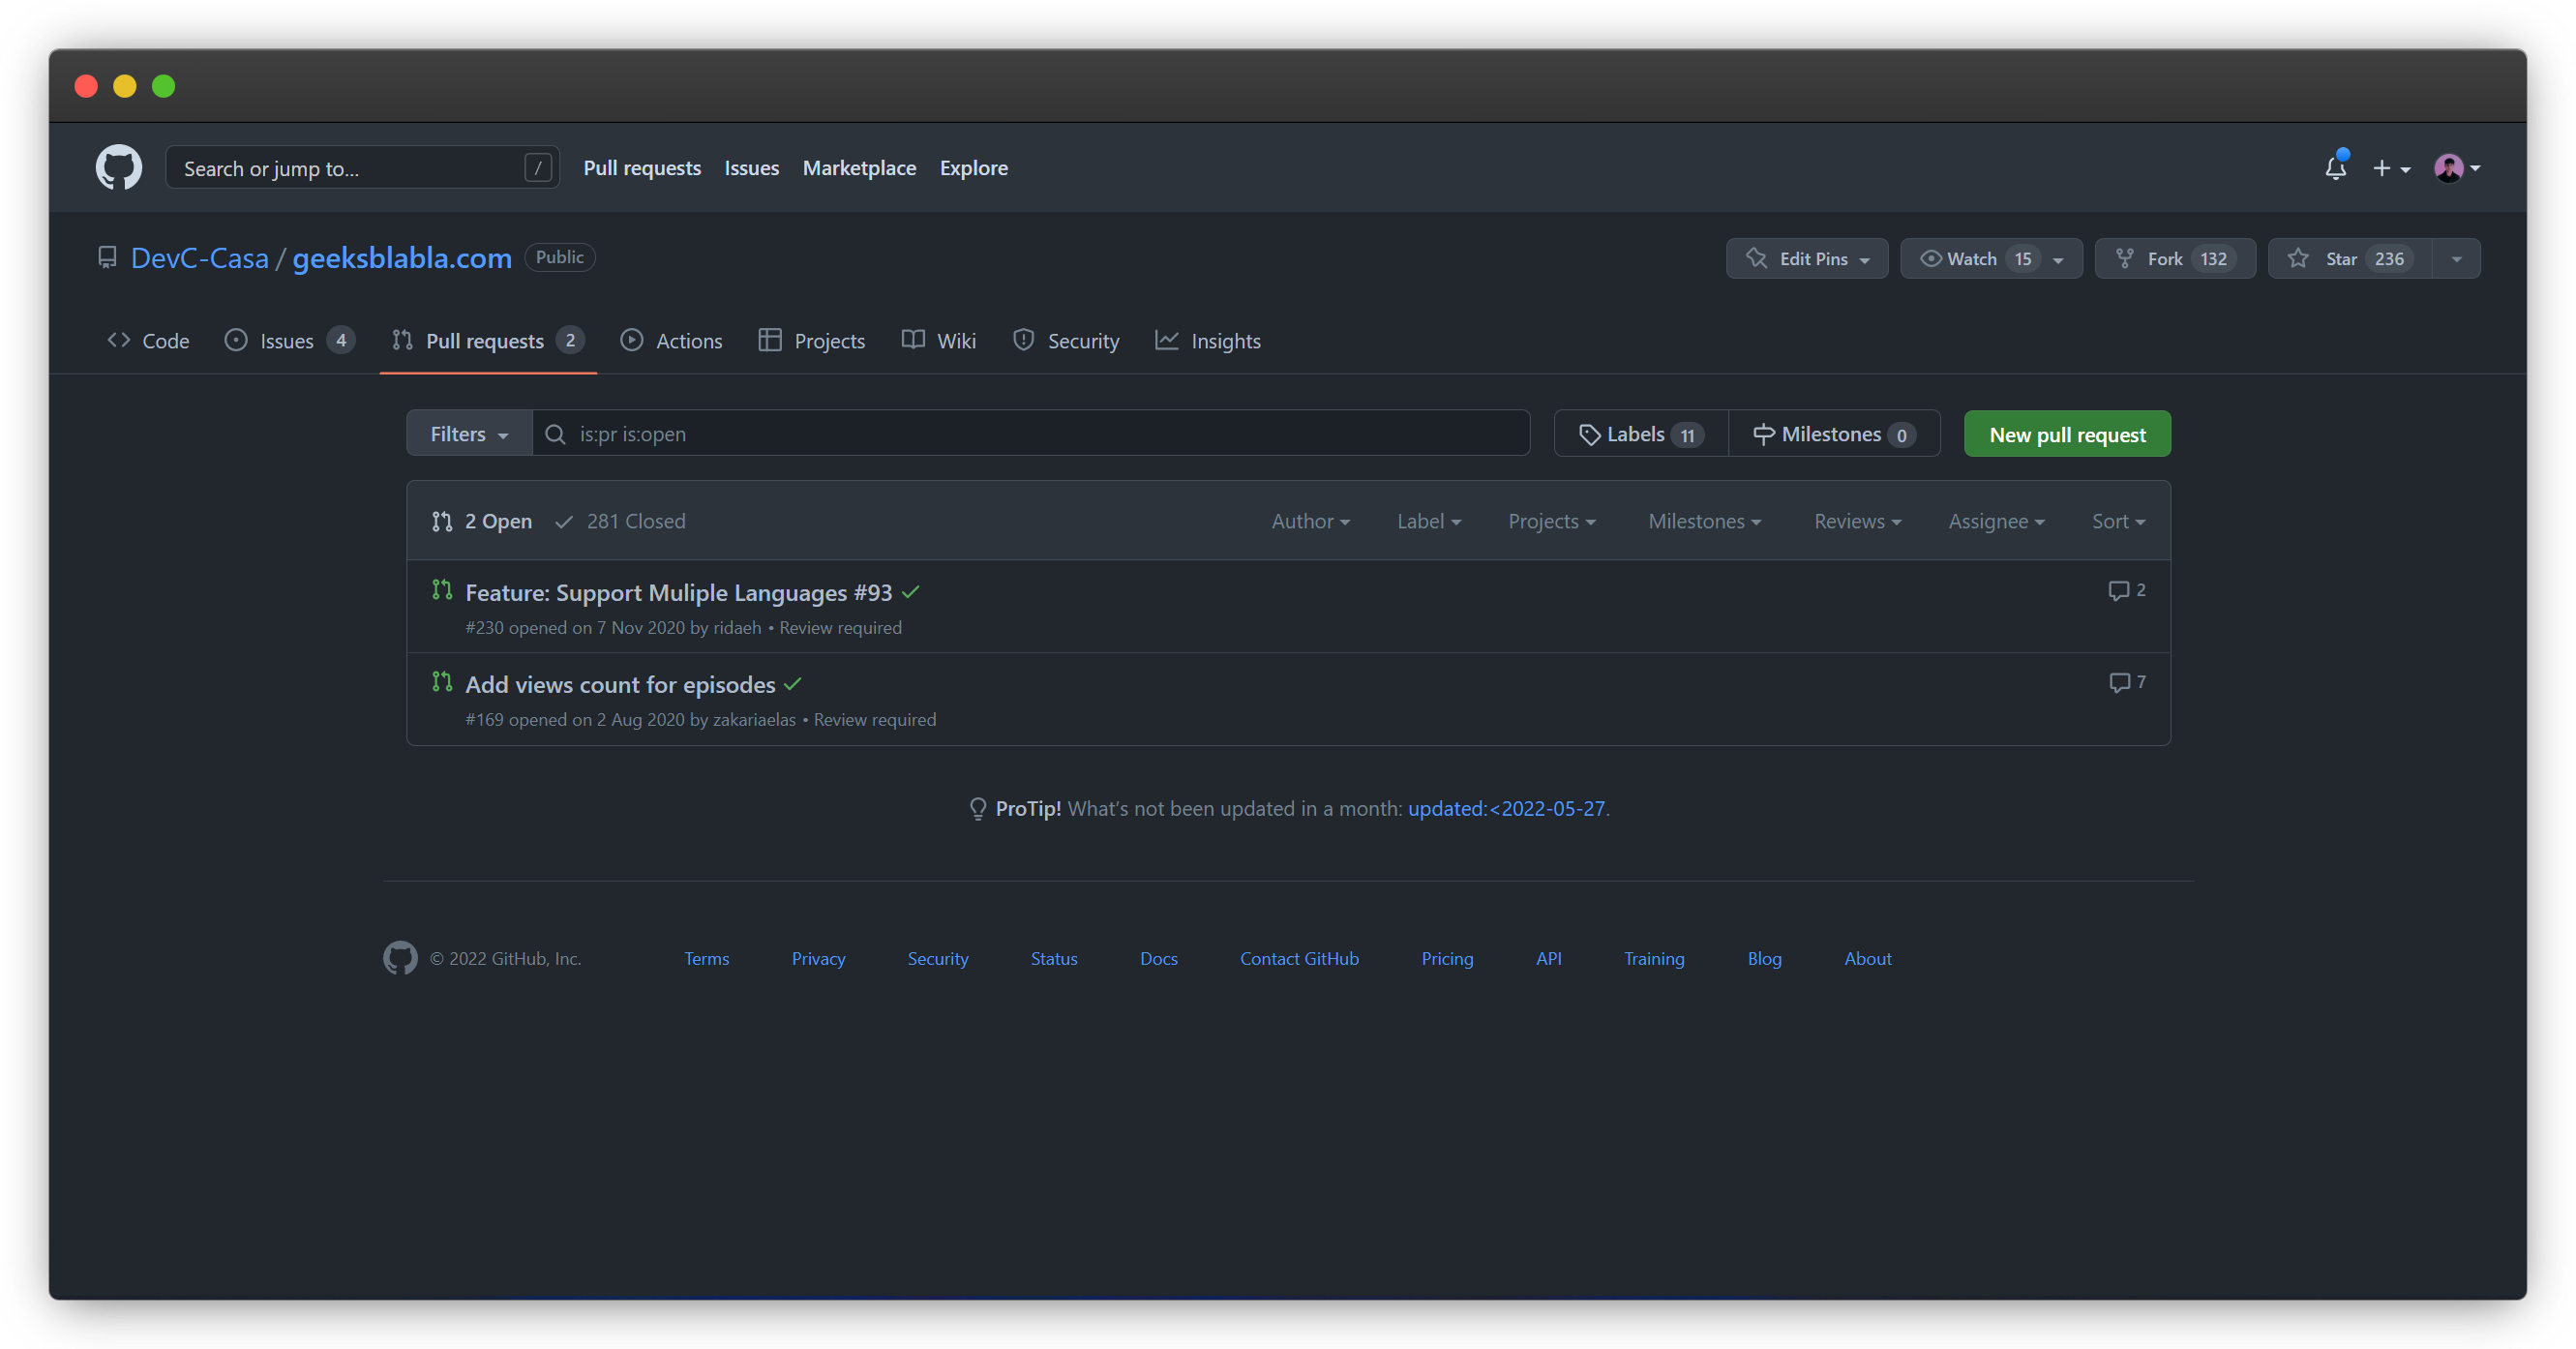 Search or jump to... / Pull requests Issues Marketplace Explore
DevC-Casa / geeksblabla.com Public Edit Pins Watch 15 Fork 132 Star 236
Code Issues 4 Pull requests 2 Actions Projects Wiki Security Insights
Filters is:pr is:open Labels 11 Milestones 0 New pull request
2 Open 281 Closed Author Label Projects Milestones Reviews Assignee Sort
Feature: Support Muliple Languages #93 2
#230 opened on 7 Nov 2020 by ridaeh • Review required
Add views count for episodes 7
#169 opened on 2 Aug 2020 by zakariaelas • Review required
ProTip! What's not been updated in a month: updated:<2022-05-27.
© 2022 GitHub, Inc. Terms Privacy Security Status Docs Contact GitHub Pricing API Training Blog About